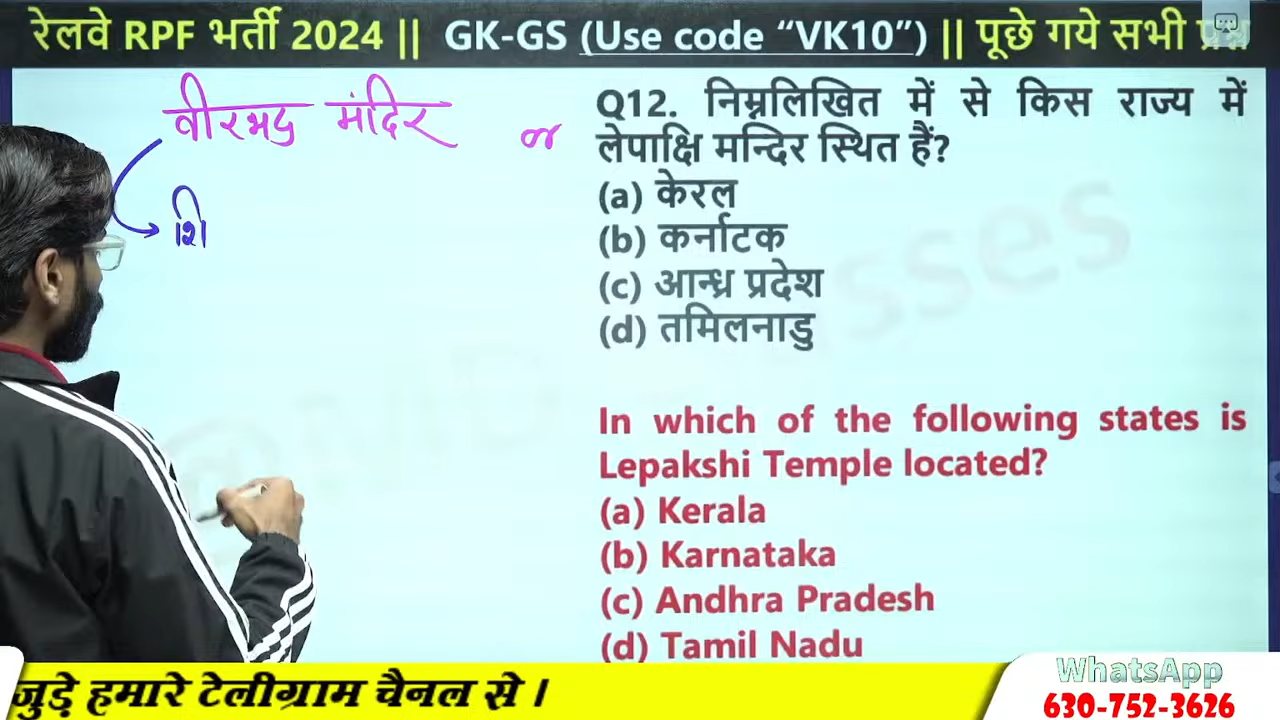 रेलवे RPF भर्ती 2024 || GK-GS (Use code “VK10”) || पूछे गये सभी प्रश्न
वीरभद्र मंदिर or
शि
Q12. निम्नलिखित में से किस राज्य में
लेपाक्षि मन्दिर स्थित हैं?
(a) केरल
(b) कर्नाटक
(c) आन्ध्र प्रदेश
(d) तमिलनाडु
In which of the following states is
Lepakshi Temple located?
(a) Kerala
(b) Karnataka
(c) Andhra Pradesh
(d) Tamil Nadu
जुड़े हमारे टेलीग्राम चैनल से ।
WhatsApp
630-752-3626